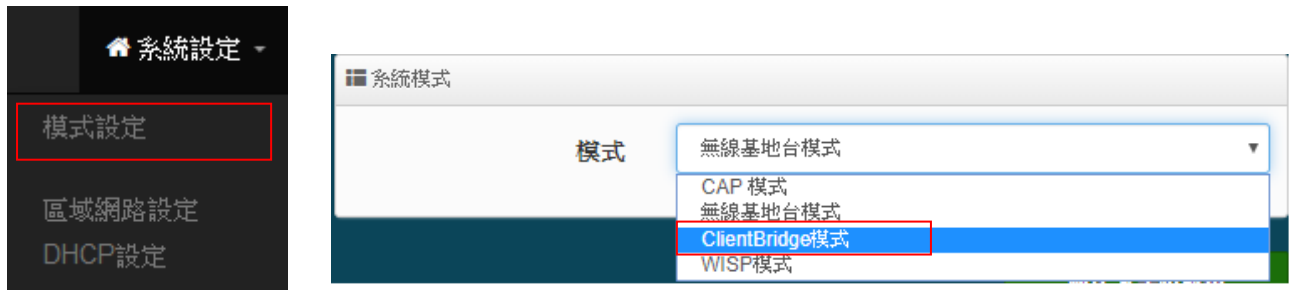 系統設定
模式設定
區域網路設定
DHCP設定
系統模式
模式
無線基地台模式
CAP 模式
無線基地台模式
ClientBridge模式
WISP模式